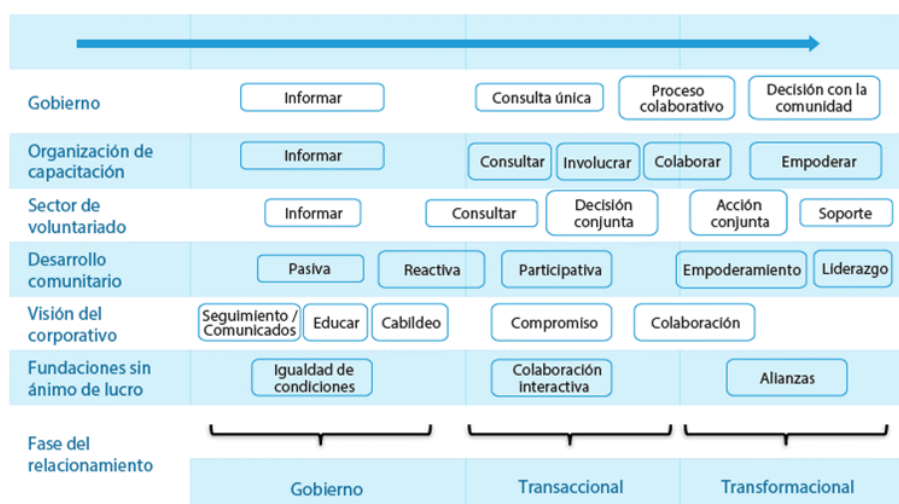 Gobierno
Informar
Consulta única
Proceso
colaborativo
Decisión con la
comunidad
Organización de
capacitación
Informar
Consultar
Involucrar
Colaborar
Empoderar
Sector de
voluntariado
Informar
Consultar
Decisión
conjunta
Acción
conjunta
Soporte
Desarrollo
comunitario
Pasiva
Reactiva
Participativa
Empoderamiento
Liderazgo
Visión del
corporativo
Seguimiento /
Comunicados
Educar
Cabildeo
Compromiso
Colaboración
Fundaciones sin
ánimo de lucro
Igualdad de
condiciones
Colaboración
interactiva
Alianzas
Fase del
relacionamiento
Gobierno
Transaccional
Transformacional